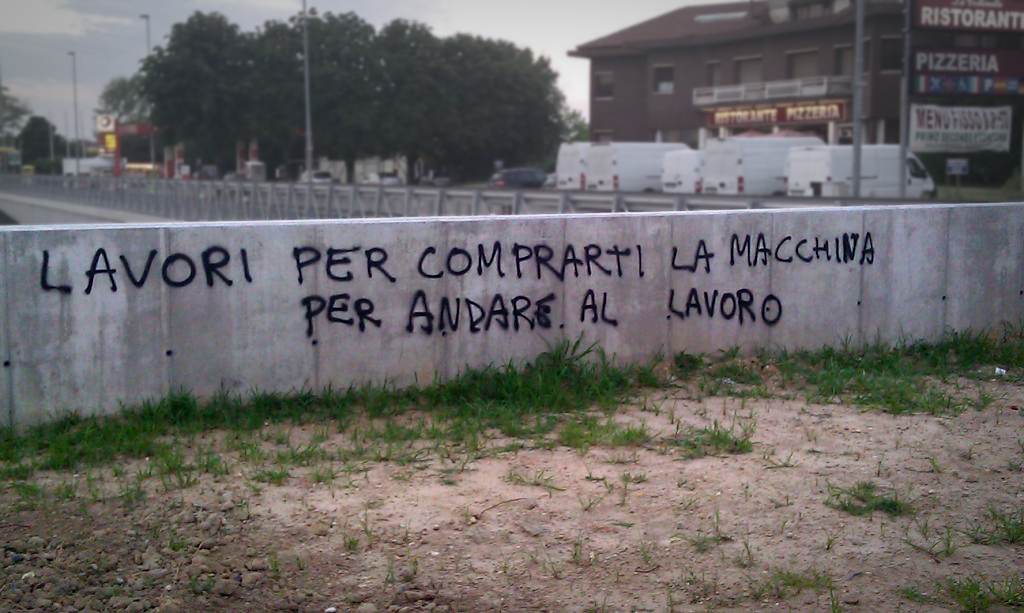 RISTORANTE
PIZZERIA
RISTORANTE PIZZERIA
LAVORI PER COMPRARTI LA MACCHINA
PER ANDARE AL LAVORO